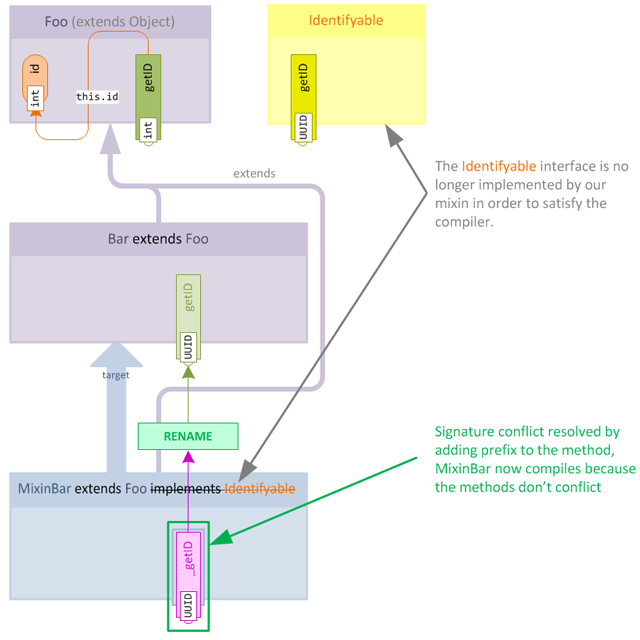 Foo (extends Object)
Identifyable
id
int
this.id
getID
int
getID
UUID
The Identifyable interface is no
longer implemented by our
mixin in order to satisfy the
compiler.
extends
Bar extends Foo
getID
UUID
target
RENAME
Signature conflict resolved by
adding prefix to the method,
MixinBar now compiles because
the methods don't conflict
MixinBar extends Foo implements Identifyable
_getID
UUID